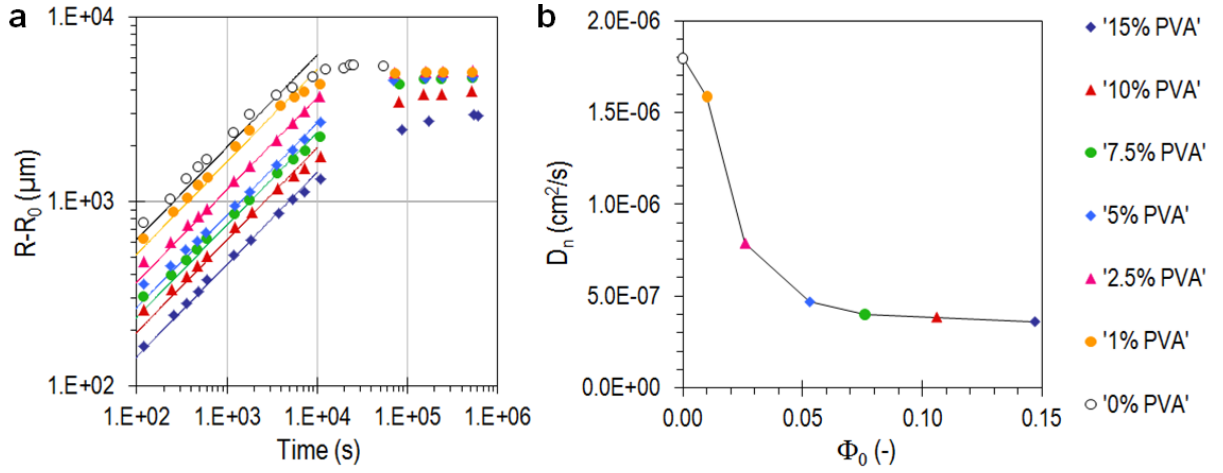 a
1.E+04
1.E+03
1.E+02
R-R₀ (µm)
1.E+02 1.E+03 1.E+04 1.E+05 1.E+06
Time (s)
b
2.0E-06
1.5E-06
1.0E-06
5.0E-07
0.0E+00
Dₙ (cm²/s)
0.00 0.05 0.10 0.15
Φ₀ (-)
'15% PVA'
'10% PVA'
'7.5% PVA'
'5% PVA'
'2.5% PVA'
'1% PVA'
'0% PVA'